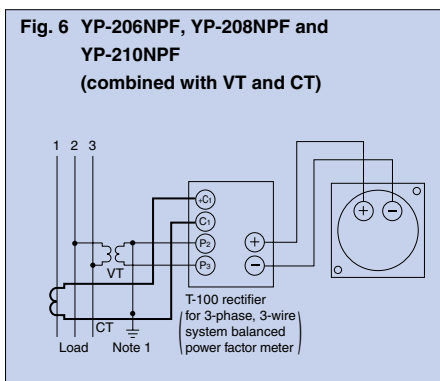 Fig. 6 YP-206NPF, YP-208NPF and
YP-210NPF
(combined with VT and CT)
1 2 3
+C1
C1
P2
P3
+
−
+
−
VT
CT
Load
Note 1
T-100 rectifier
(for 3-phase, 3-wire
system balanced
power factor meter)